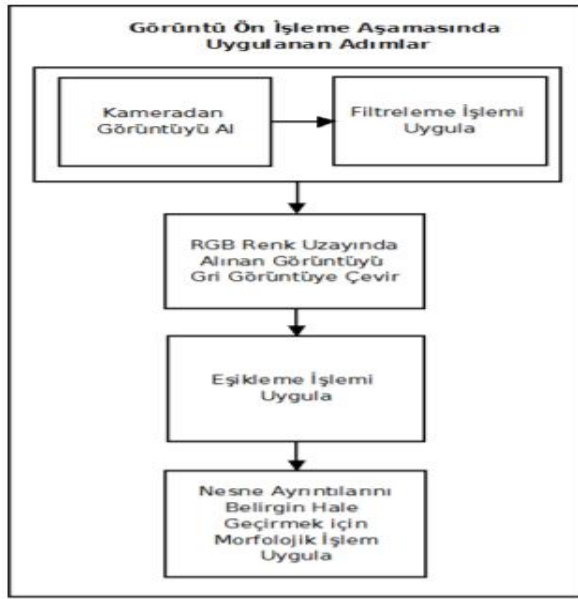 Görüntü Ön İşleme Aşamasında
Uygulanan Adımlar
Kameradan
Görüntüyü Al
Filtreleme İşlemi
Uygula
RGB Renk Uzayında
Alınan Görüntüyü
Gri Görüntüye Çevir
Eşikleme İşlemi
Uygula
Nesne Ayrıntılarını
Belirgin Hale
Geçirmek için
Morfolojik İşlem
Uygula